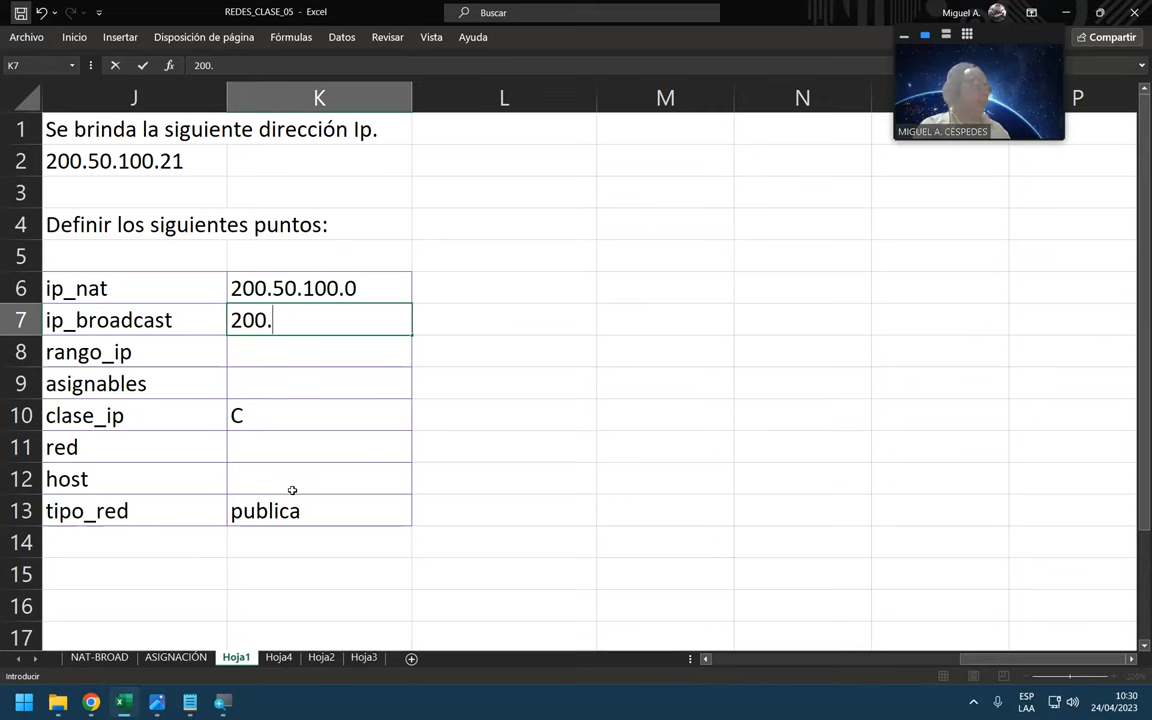 REDES_CLASE_05 - Excel
Buscar
Miguel A.
Archivo Inicio Insertar Disposición de página Fórmulas Datos Revisar Vista Ayuda
Compartir
K7 fx 200.
MIGUEL A. CÉSPEDES
J K L M N P
1 Se brinda la siguiente dirección Ip.
2 200.50.100.21
3
4 Definir los siguientes puntos:
5
6 ip_nat 200.50.100.0
7 ip_broadcast 200.
8 rango_ip
9 asignables
10 clase_ip C
11 red
12 host
13 tipo_red publica
14
15
16
17
NAT-BROAD ASIGNACIÓN Hoja1 Hoja4 Hoja2 Hoja3
Introducir
ESP
LAA
10:30
24/04/2023